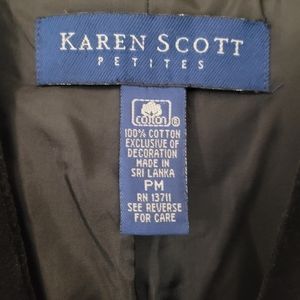 KAREN SCOTT
PETITES
COTTON ®
100% COTTON
EXCLUSIVE OF
DECORATION
MADE IN
SRI LANKA
PM
RN 13711
SEE REVERSE
FOR CARE